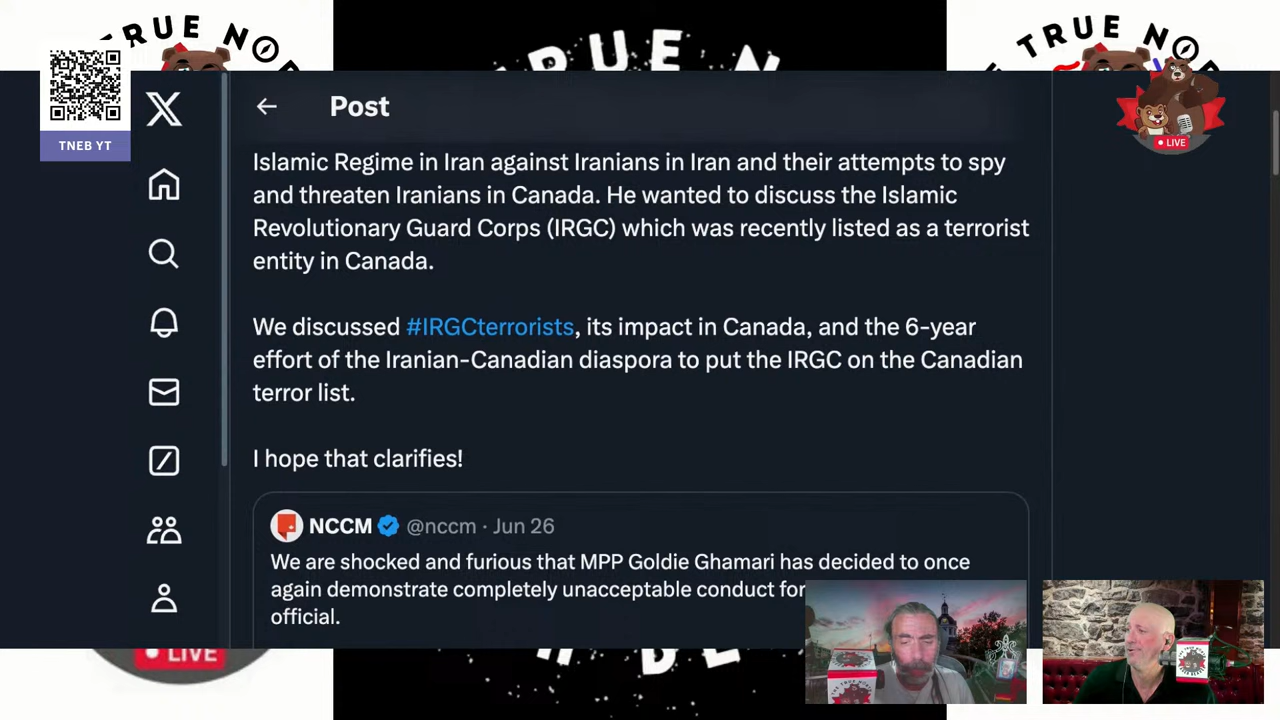 TRUE NO
TRUE N
TRUE NO
TNEB YT
LIVE
Post
Islamic Regime in Iran against Iranians in Iran and their attempts to spy
and threaten Iranians in Canada. He wanted to discuss the Islamic
Revolutionary Guard Corps (IRGC) which was recently listed as a terrorist
entity in Canada.
We discussed #IRGCterrorists, its impact in Canada, and the 6-year
effort of the Iranian-Canadian diaspora to put the IRGC on the Canadian
terror list.
I hope that clarifies!
NCCM @nccm · Jun 26
We are shocked and furious that MPP Goldie Ghamari has decided to once
again demonstrate completely unacceptable conduct for
official.
LIVE